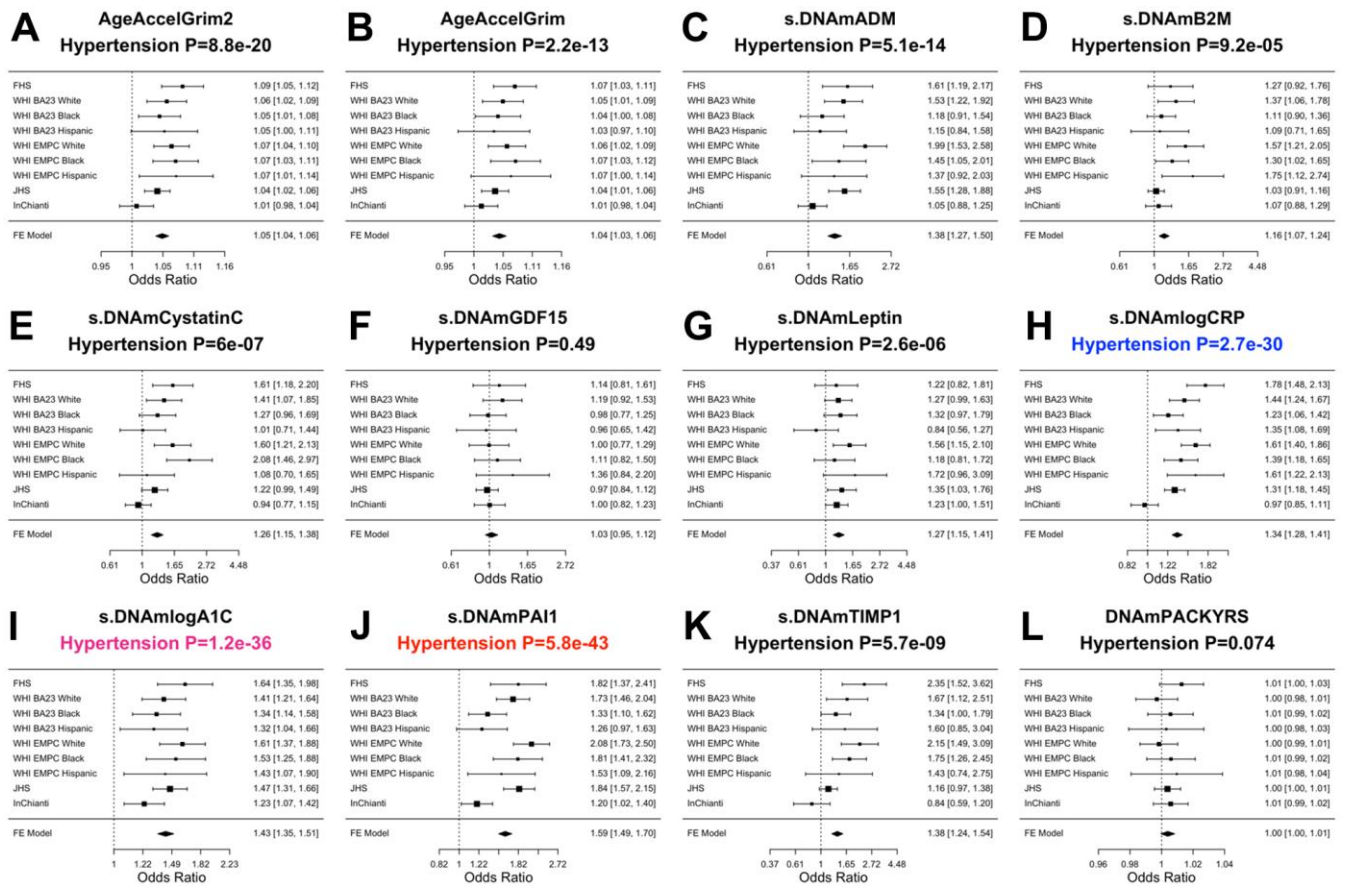 A
AgeAccelGrim2
Hypertension P=8.8e-20
FHS 1.09 [1.05, 1.12]
WHI BA23 White 1.06 [1.02, 1.09]
WHI BA23 Black 1.05 [1.01, 1.08]
WHI BA23 Hispanic 1.05 [1.00, 1.11]
WHI EMPC White 1.07 [1.04, 1.10]
WHI EMPC Black 1.07 [1.03, 1.11]
WHI EMPC Hispanic 1.07 [1.01, 1.14]
JHS 1.04 [1.02, 1.06]
InChianti 1.01 [0.98, 1.04]
FE Model 1.05 [1.04, 1.06]
0.95 1 1.05 1.11 1.16
Odds Ratio
B
AgeAccelGrim
Hypertension P=2.2e-13
FHS 1.07 [1.03, 1.11]
WHI BA23 White 1.05 [1.01, 1.09]
WHI BA23 Black 1.04 [1.00, 1.08]
WHI BA23 Hispanic 1.03 [0.97, 1.10]
WHI EMPC White 1.06 [1.02, 1.09]
WHI EMPC Black 1.07 [1.03, 1.12]
WHI EMPC Hispanic 1.07 [1.00, 1.14]
JHS 1.04 [1.01, 1.06]
InChianti 1.01 [0.98, 1.04]
FE Model 1.04 [1.03, 1.06]
0.95 1 1.05 1.11 1.16
Odds Ratio
C
s.DNAmADM
Hypertension P=5.1e-14
FHS 1.61 [1.19, 2.17]
WHI BA23 White 1.53 [1.22, 1.92]
WHI BA23 Black 1.18 [0.91, 1.54]
WHI BA23 Hispanic 1.15 [0.84, 1.58]
WHI EMPC White 1.99 [1.53, 2.58]
WHI EMPC Black 1.45 [1.05, 2.01]
WHI EMPC Hispanic 1.37 [0.92, 2.03]
JHS 1.55 [1.28, 1.88]
InChianti 1.05 [0.88, 1.25]
FE Model 1.38 [1.27, 1.50]
0.61 1 1.65 2.72
Odds Ratio
D
s.DNAmB2M
Hypertension P=9.2e-05
FHS 1.27 [0.92, 1.76]
WHI BA23 White 1.37 [1.06, 1.78]
WHI BA23 Black 1.11 [0.90, 1.36]
WHI BA23 Hispanic 1.09 [0.71, 1.65]
WHI EMPC White 1.57 [1.21, 2.05]
WHI EMPC Black 1.30 [1.02, 1.65]
WHI EMPC Hispanic 1.75 [1.12, 2.74]
JHS 1.03 [0.91, 1.16]
InChianti 1.07 [0.88, 1.29]
FE Model 1.16 [1.07, 1.24]
0.61 1 1.65 2.72 4.48
Odds Ratio
E
s.DNAmCystatinC
Hypertension P=6e-07
FHS 1.61 [1.18, 2.20]
WHI BA23 White 1.41 [1.07, 1.85]
WHI BA23 Black 1.27 [0.96, 1.69]
WHI BA23 Hispanic 1.01 [0.71, 1.44]
WHI EMPC White 1.60 [1.21, 2.13]
WHI EMPC Black 2.08 [1.46, 2.97]
WHI EMPC Hispanic 1.08 [0.70, 1.65]
JHS 1.22 [0.99, 1.49]
InChianti 0.94 [0.77, 1.15]
FE Model 1.26 [1.15, 1.38]
0.61 1 1.65 2.72 4.48
Odds Ratio
F
s.DNAmGDF15
Hypertension P=0.49
FHS 1.14 [0.81, 1.61]
WHI BA23 White 1.19 [0.92, 1.53]
WHI BA23 Black 0.98 [0.77, 1.25]
WHI BA23 Hispanic 0.96 [0.65, 1.42]
WHI EMPC White 1.00 [0.77, 1.29]
WHI EMPC Black 1.11 [0.82, 1.50]
WHI EMPC Hispanic 1.36 [0.84, 2.20]
JHS 0.97 [0.84, 1.12]
InChianti 1.00 [0.82, 1.23]
FE Model 1.03 [0.95, 1.12]
0.61 1 1.65 2.72
Odds Ratio
G
s.DNAmLeptin
Hypertension P=2.6e-06
FHS 1.22 [0.82, 1.81]
WHI BA23 White 1.27 [0.99, 1.63]
WHI BA23 Black 1.32 [0.97, 1.79]
WHI BA23 Hispanic 0.84 [0.56, 1.27]
WHI EMPC White 1.56 [1.15, 2.10]
WHI EMPC Black 1.18 [0.81, 1.72]
WHI EMPC Hispanic 1.72 [0.96, 3.09]
JHS 1.35 [1.03, 1.76]
InChianti 1.23 [1.00, 1.51]
FE Model 1.27 [1.15, 1.41]
0.37 0.61 1 1.65 2.72 4.48
Odds Ratio
H
s.DNAmlogCRP
Hypertension P=2.7e-30
FHS 1.78 [1.48, 2.13]
WHI BA23 White 1.44 [1.24, 1.67]
WHI BA23 Black 1.23 [1.06, 1.42]
WHI BA23 Hispanic 1.35 [1.08, 1.69]
WHI EMPC White 1.61 [1.40, 1.86]
WHI EMPC Black 1.39 [1.18, 1.65]
WHI EMPC Hispanic 1.61 [1.22, 2.13]
JHS 1.31 [1.18, 1.45]
InChianti 0.97 [0.85, 1.11]
FE Model 1.34 [1.28, 1.41]
0.82 1 1.22 1.82
Odds Ratio
I
s.DNAmlogA1C
Hypertension P=1.2e-36
FHS 1.64 [1.35, 1.98]
WHI BA23 White 1.41 [1.21, 1.64]
WHI BA23 Black 1.34 [1.14, 1.58]
WHI BA23 Hispanic 1.32 [1.04, 1.66]
WHI EMPC White 1.61 [1.37, 1.88]
WHI EMPC Black 1.53 [1.25, 1.88]
WHI EMPC Hispanic 1.43 [1.07, 1.90]
JHS 1.47 [1.31, 1.66]
InChianti 1.23 [1.07, 1.42]
FE Model 1.43 [1.35, 1.51]
1 1.22 1.49 1.82 2.23
Odds Ratio
J
s.DNAmPAI1
Hypertension P=5.8e-43
FHS 1.82 [1.37, 2.41]
WHI BA23 White 1.73 [1.46, 2.04]
WHI BA23 Black 1.33 [1.10, 1.62]
WHI BA23 Hispanic 1.26 [0.97, 1.63]
WHI EMPC White 2.08 [1.73, 2.50]
WHI EMPC Black 1.81 [1.41, 2.32]
WHI EMPC Hispanic 1.53 [1.09, 2.16]
JHS 1.84 [1.57, 2.15]
InChianti 1.20 [1.02, 1.40]
FE Model 1.59 [1.49, 1.70]
0.82 1 1.22 1.82 2.72
Odds Ratio
K
s.DNAmTIMP1
Hypertension P=5.7e-09
FHS 2.35 [1.52, 3.62]
WHI BA23 White 1.67 [1.12, 2.51]
WHI BA23 Black 1.34 [1.00, 1.79]
WHI BA23 Hispanic 1.60 [0.85, 3.04]
WHI EMPC White 2.15 [1.49, 3.09]
WHI EMPC Black 1.75 [1.26, 2.45]
WHI EMPC Hispanic 1.43 [0.74, 2.75]
JHS 1.16 [0.97, 1.38]
InChianti 0.84 [0.59, 1.20]
FE Model 1.38 [1.24, 1.54]
0.37 0.61 1 1.65 2.72 4.48
Odds Ratio
L
DNAmPACKYRS
Hypertension P=0.074
FHS 1.01 [1.00, 1.03]
WHI BA23 White 1.00 [0.98, 1.01]
WHI BA23 Black 1.01 [0.99, 1.02]
WHI BA23 Hispanic 1.00 [0.98, 1.03]
WHI EMPC White 1.00 [0.99, 1.01]
WHI EMPC Black 1.01 [0.99, 1.02]
WHI EMPC Hispanic 1.01 [0.98, 1.04]
JHS 1.00 [1.00, 1.01]
InChianti 1.01 [0.99, 1.02]
FE Model 1.00 [1.00, 1.01]
0.96 0.98 1 1.02 1.04
Odds Ratio